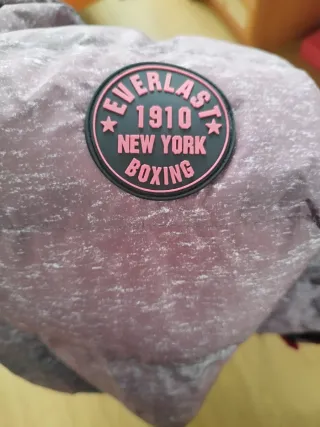 EVERLAST
1910
NEW YORK
BOXING